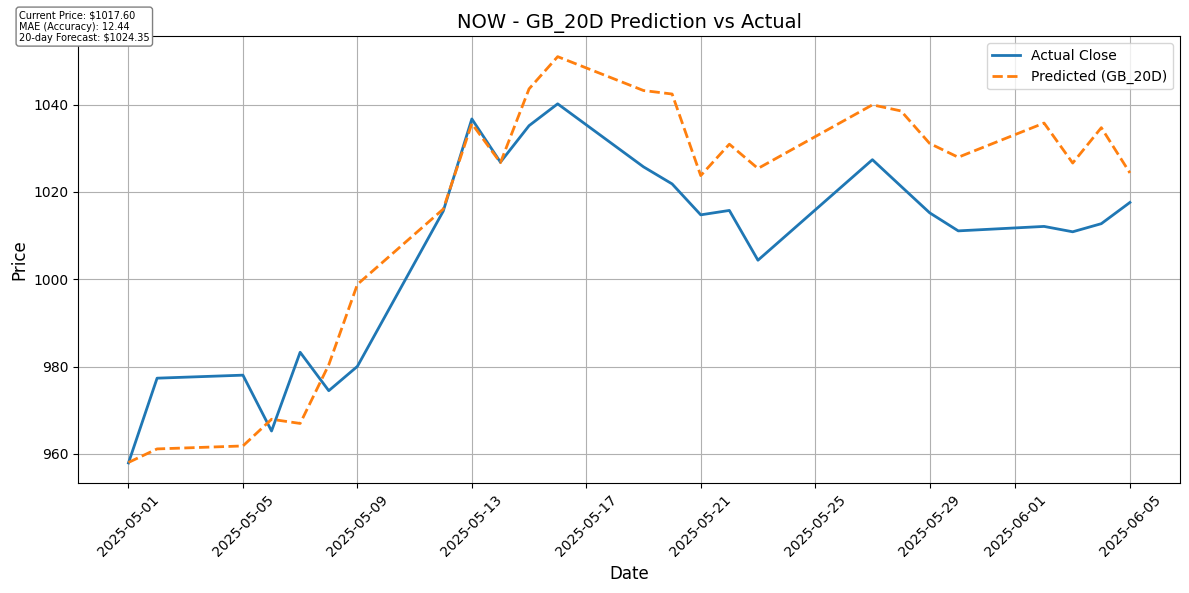 NOW - GB_20D Prediction vs Actual
Current Price: $1017.60
MAE (Accuracy): 12.44
20-day Forecast: $1024.35
Actual Close
Predicted (GB_20D)
Price
1040
1020
1000
980
960
2025-05-01
2025-05-05
2025-05-09
2025-05-13
2025-05-17
2025-05-21
2025-05-25
2025-05-29
2025-06-01
2025-06-05
Date